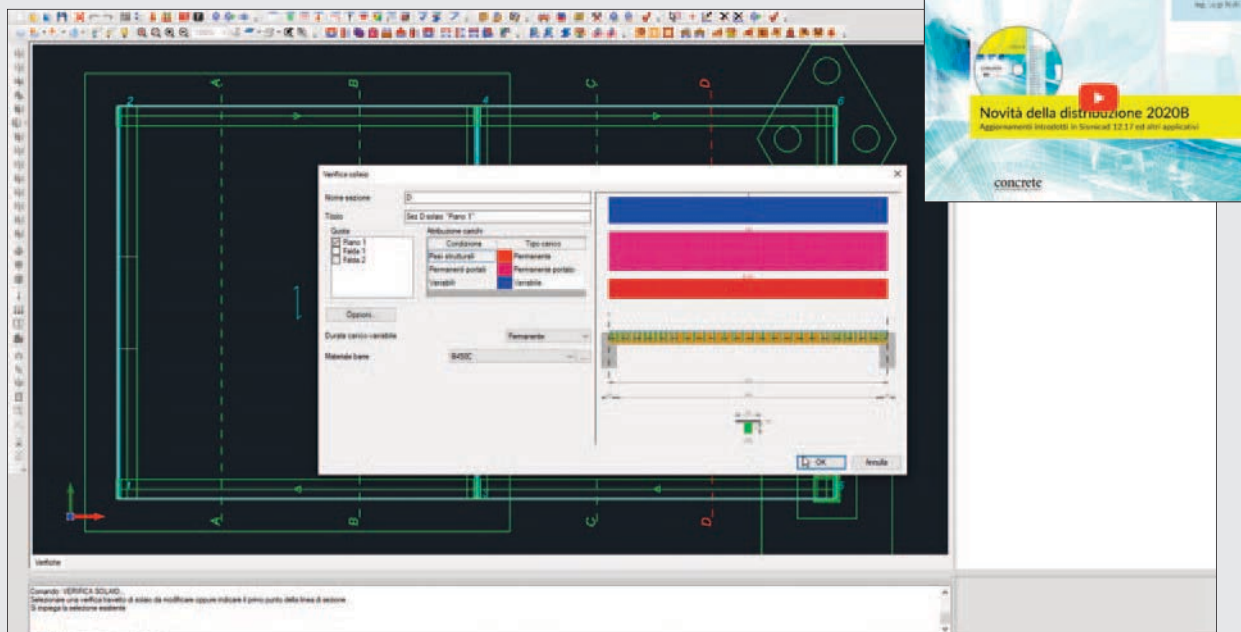 Novità della distribuzione 2020B
Aggiornamenti introdotti in Sismicad 12.17 ed altri applicativi
concrete
A
B
C
D
2
4
6
Verifica solaio
Nome sezione
D
Titolo
Sez D solaio "Piano 1"
Quote
Piano 1
Falda 1
Falda 2
Attribuzione carichi
Condizione
Tipo carico
Pesi strutturali
Permanente
Permanenti portati
Permanente portato
Variabili
Variabile
Opzioni...
Durata carico variabile
Permanente
Materiale barre
B450C
...
OK
Annulla
1
A
B
C
D
Verifiche
Comando: VERIFICA SOLAIO...
Selezionare una verifica travetto di solaio da modificare oppure indicare il primo punto della linea di sezione
Si impiega la selezione esistente